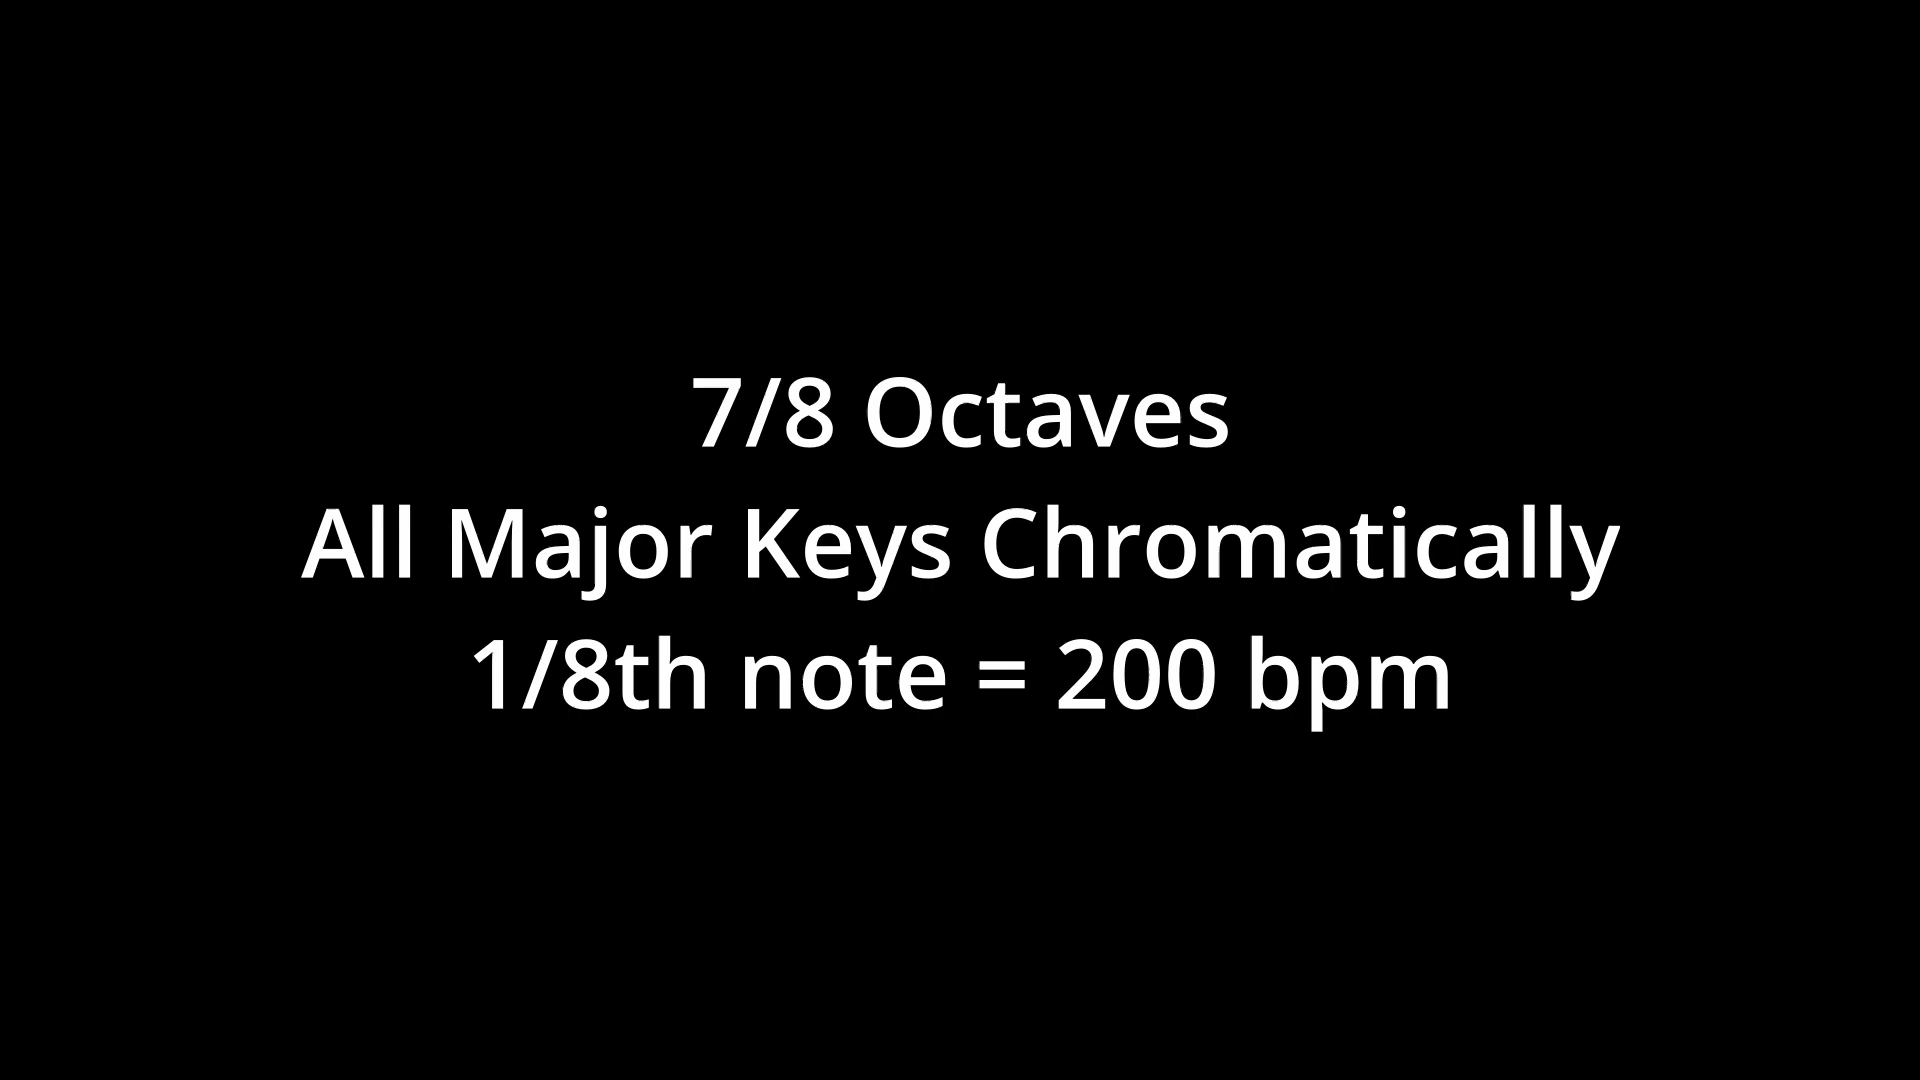 7/8 Octaves
All Major Keys Chromatically
1/8th note = 200 bpm